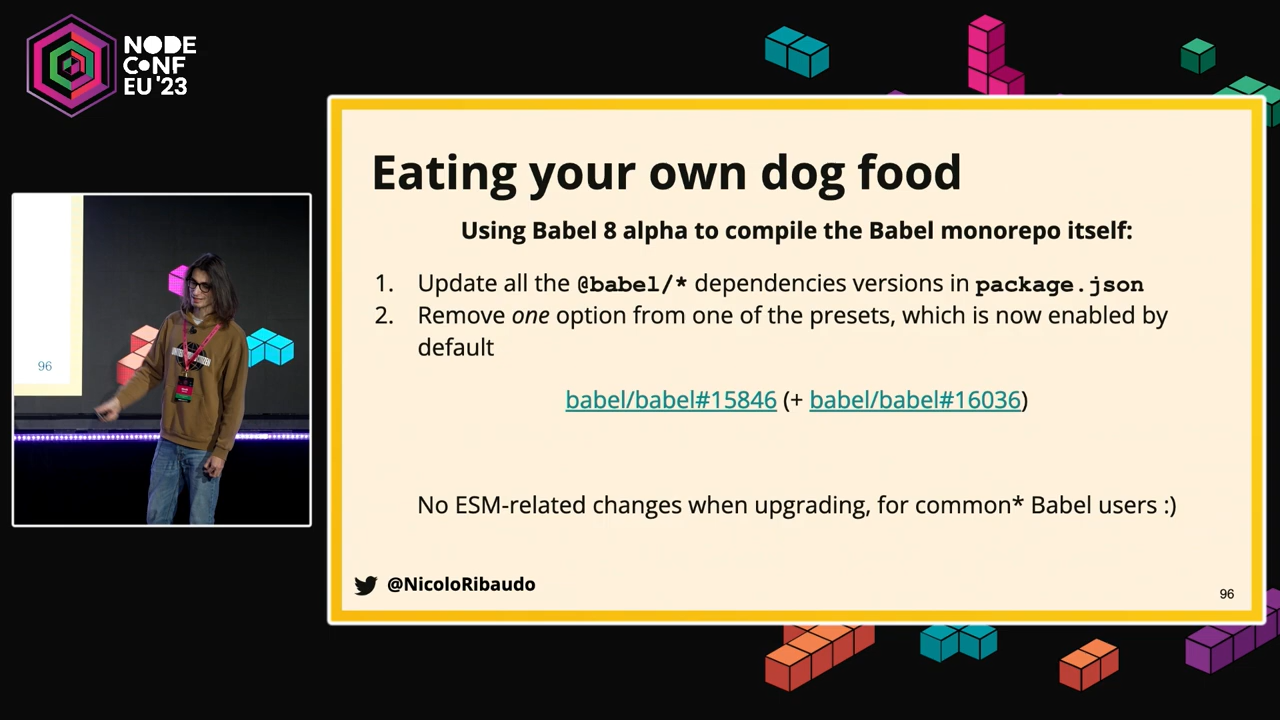 NODE
CONF
EU '23
Eating your own dog food
Using Babel 8 alpha to compile the Babel monorepo itself:
1. Update all the @babel/* dependencies versions in package.json
2. Remove one option from one of the presets, which is now enabled by
default
babel/babel#15846 (+ babel/babel#16036)
No ESM-related changes when upgrading, for common* Babel users :)
@NicoloRibaudo
96
96